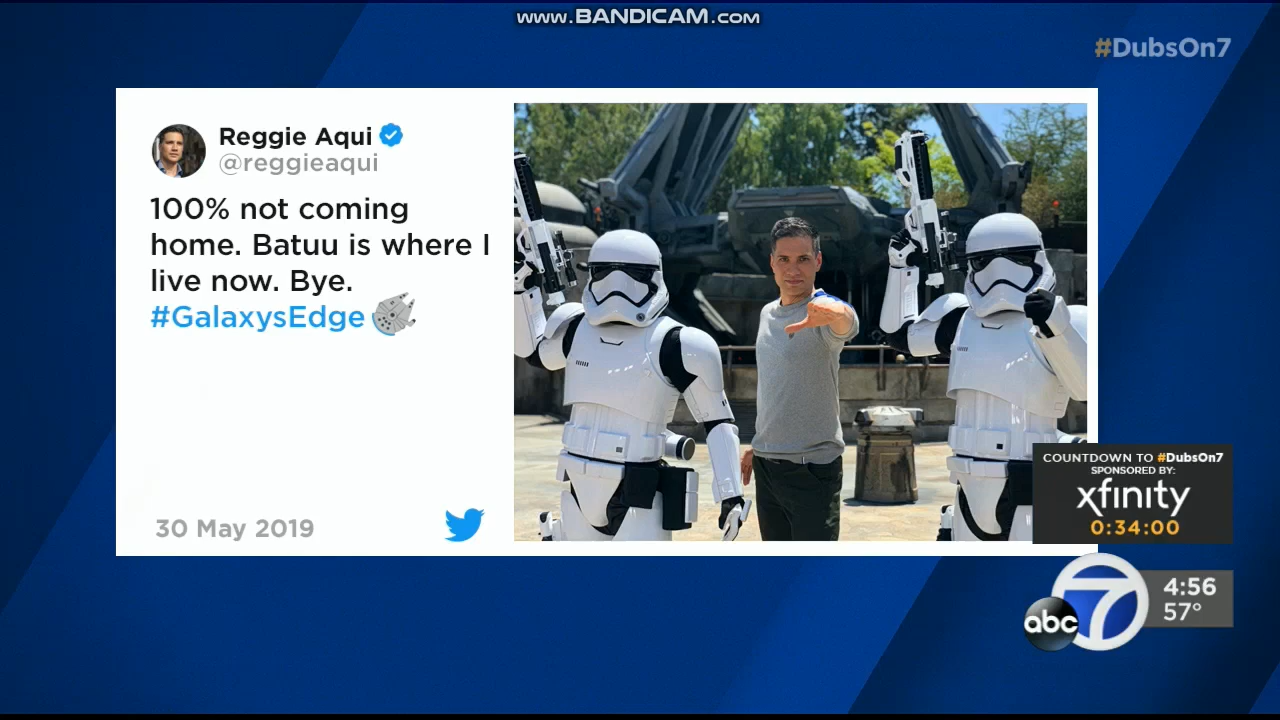 www.BANDICAM.com
#DubsOn7
Reggie Aqui
@reggieaqui
100% not coming
home. Batuu is where I
live now. Bye.
#GalaxysEdge
30 May 2019
COUNTDOWN TO #DubsOn7
SPONSORED BY:
xfinity
0:34:00
abc 7
4:56
57°